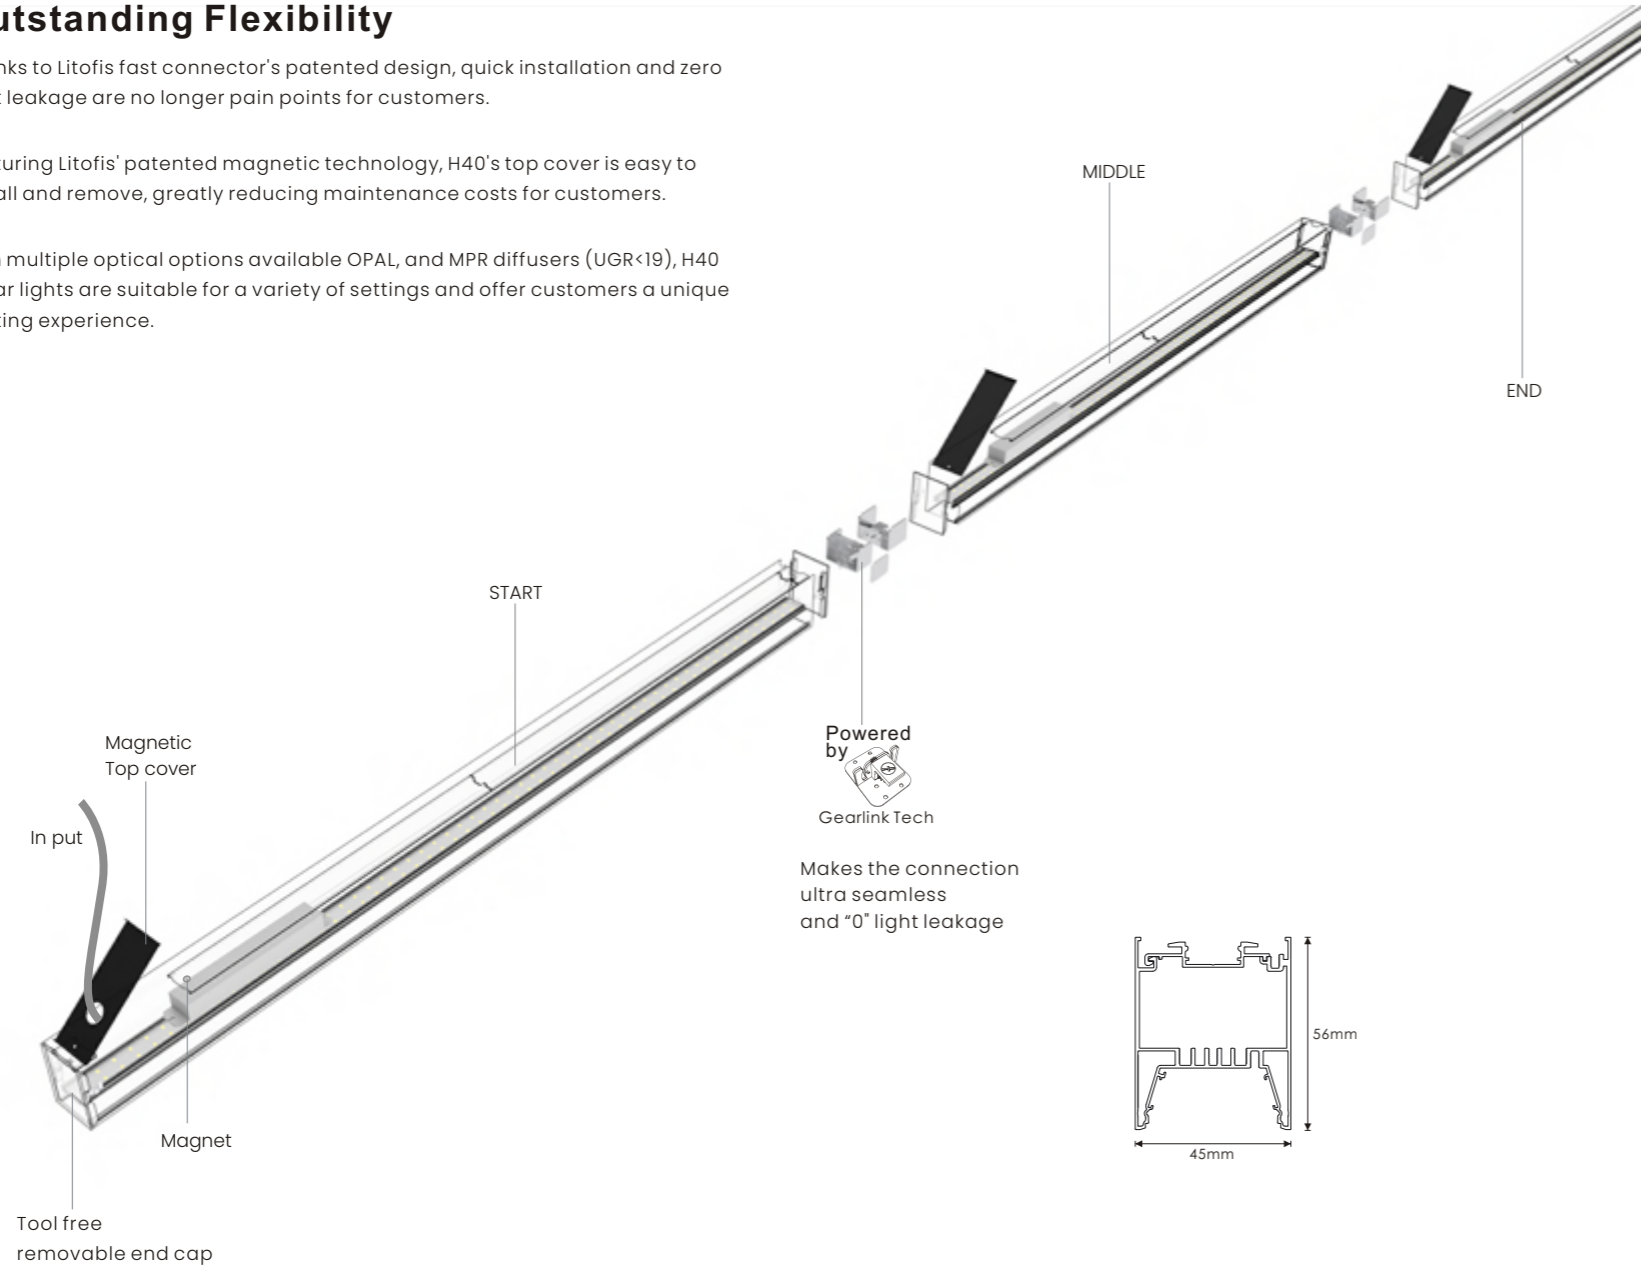 utstanding Flexibility
nks to Litofis fast connector's patented design, quick installation and zero
t leakage are no longer pain points for customers.
turing Litofis' patented magnetic technology, H40's top cover is easy to
all and remove, greatly reducing maintenance costs for customers.
h multiple optical options available OPAL, and MPR diffusers (UGR<19), H40
ar lights are suitable for a variety of settings and offer customers a unique
ting experience.
MIDDLE
END
START
Magnetic
Top cover
In put
Powered
by
Gearlink Tech
Makes the connection
ultra seamless
and “0" light leakage
56mm
45mm
Magnet
Tool free
removable end cap